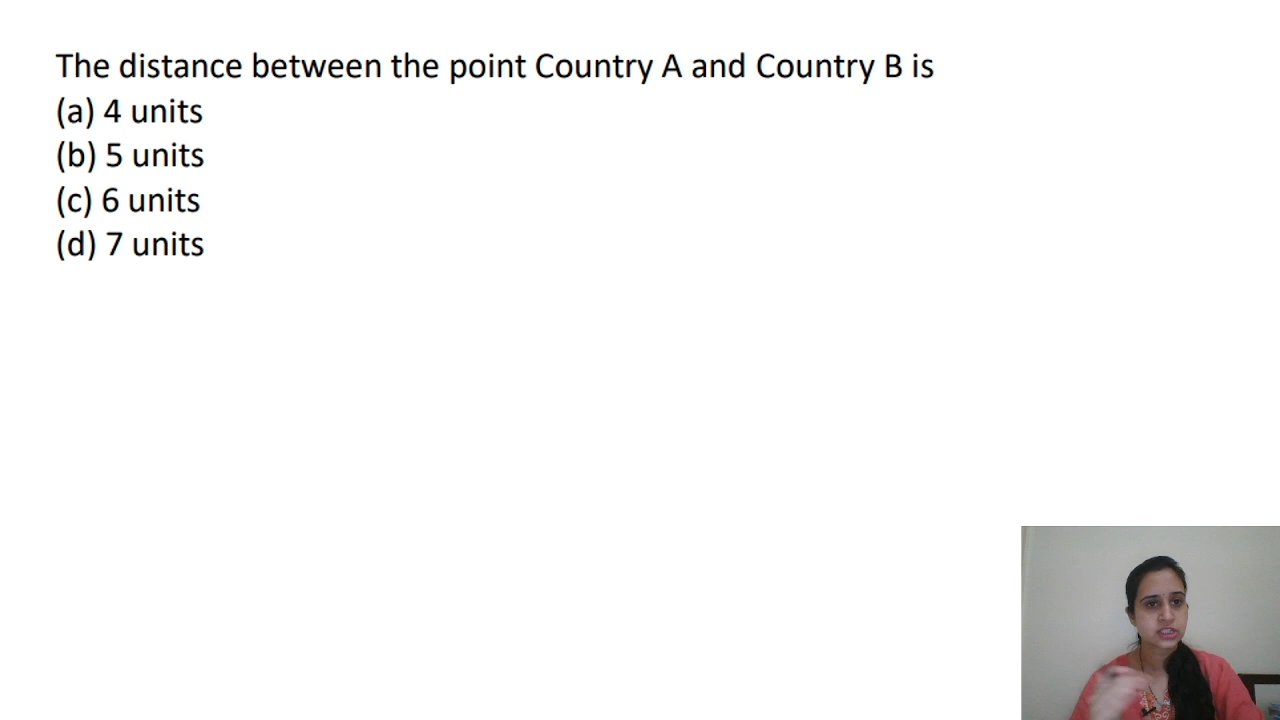 The distance between the point Country A and Country B is
(a) 4 units
(b) 5 units
(c) 6 units
(d) 7 units